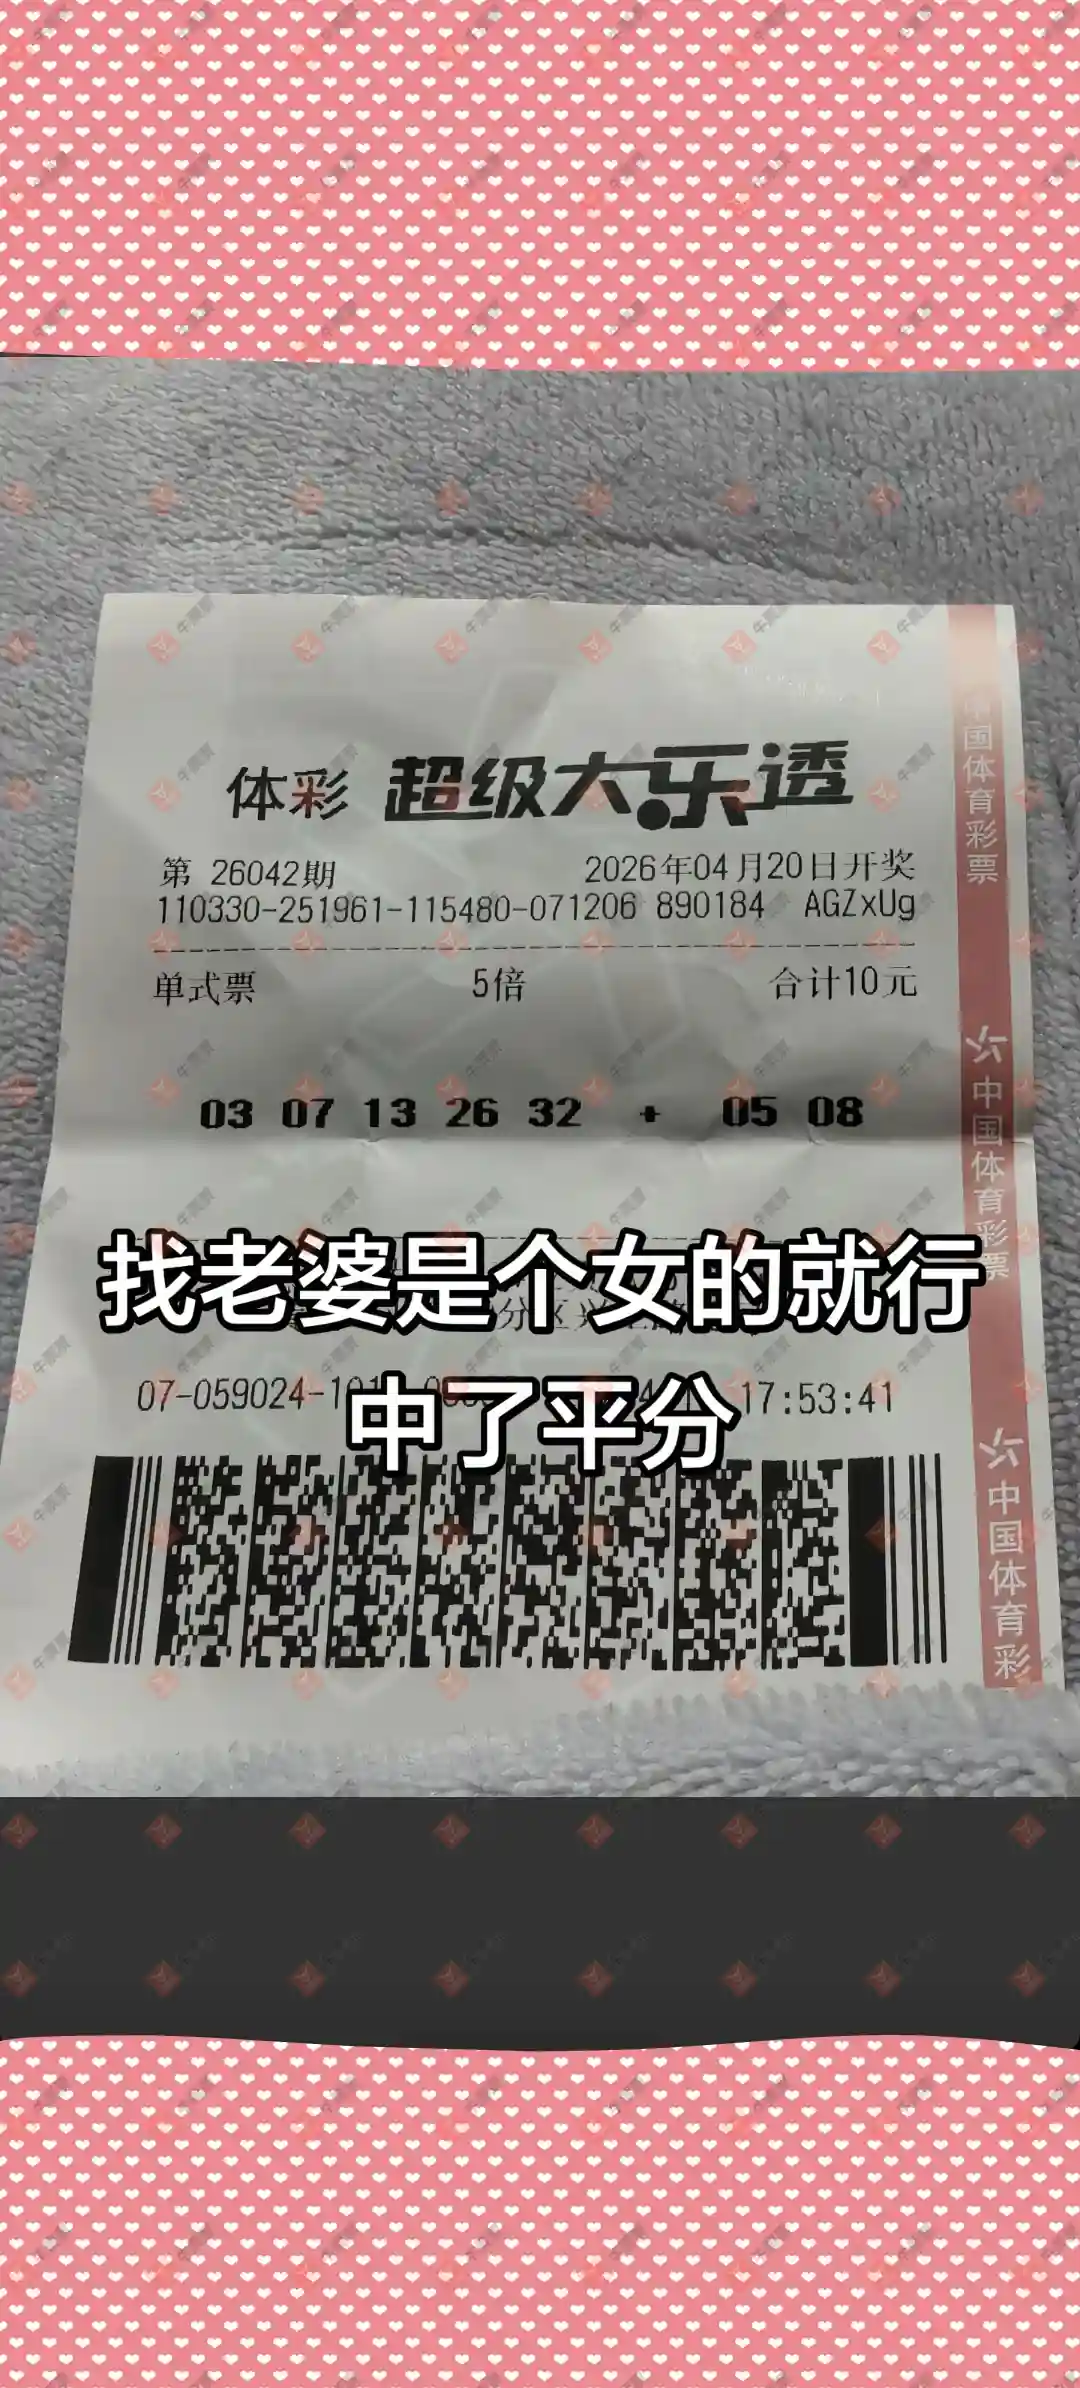 体彩 超级大乐透
第 26042期 2026年04月20日开奖
110330-251961-115480-071206 890184 AGZxUg
单式票 5倍 合计10元
03 07 13 26 32 + 05 08
找老婆是个女的就行
分区
07-059024-101 17:53:41
中了平分
中国体育彩票
中国体育彩票
中国体育彩